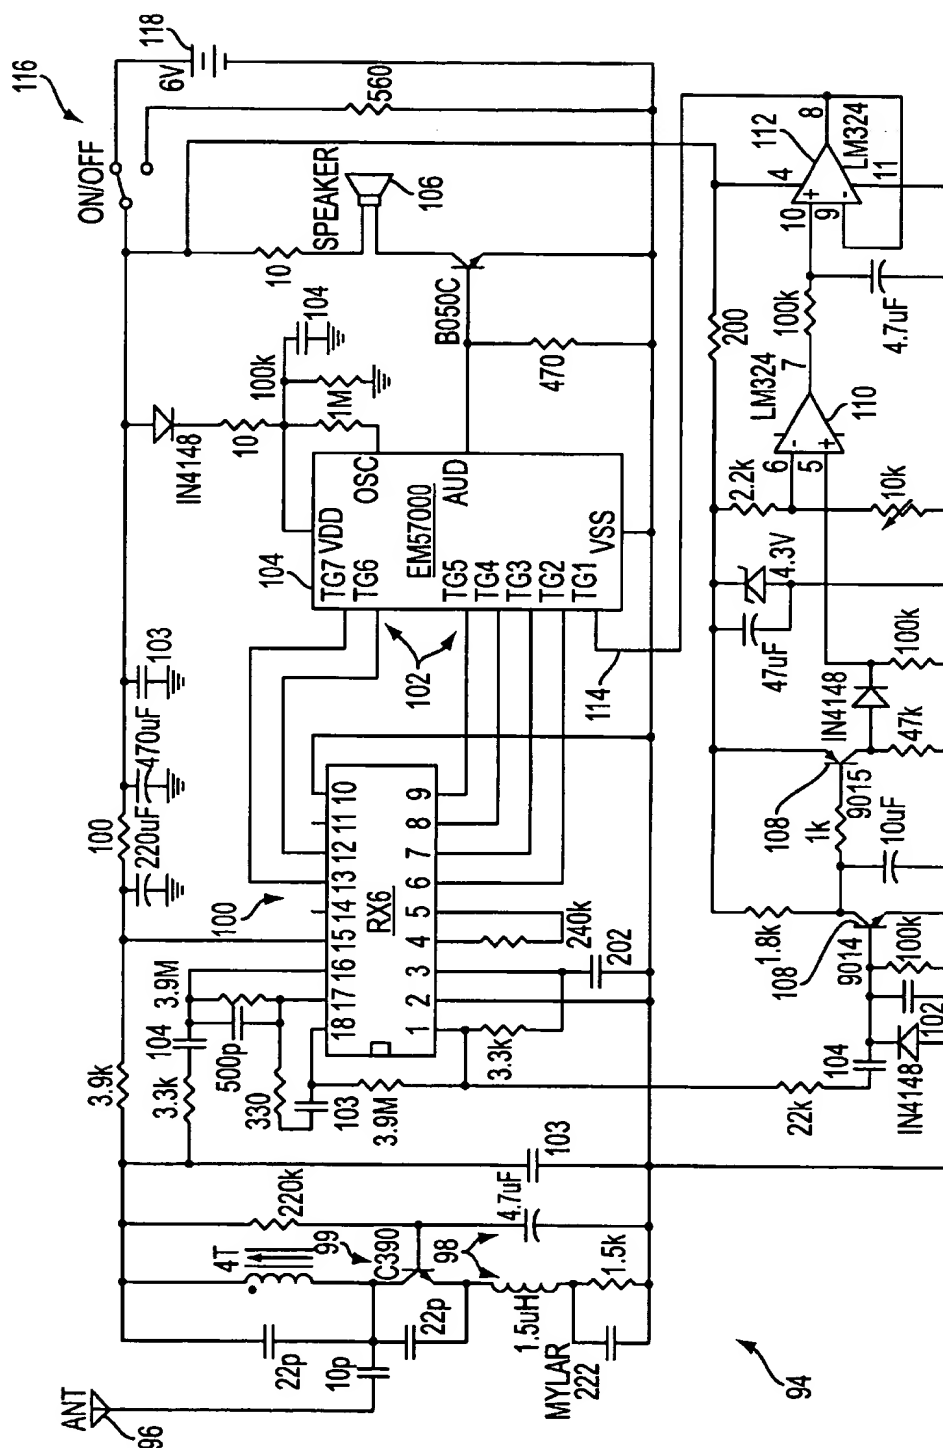 116
118
6V
ON/OFF
560
SPEAKER
106
10
B050C
470
104
100k
1M
10
IN4148
104
VDD
OSC
AUD
EM57000
TG7
TG6
TG5
TG4
TG3
TG2
TG1
VSS
102
114
103
470uF
100
220uF
100
RX6
18 17 16 15 14 13 12 11 10
1 2 3 4 5 6 7 8 9
240k
202
3.3k
3.9M
104
500p
3.3k
330
103
3.9M
3.9k
103
220k
4.7uF
4T
99
C390
98
22p
22p
10p
1.5uH
1.5k
MYLAR
222
ANT
96
94
112
LM324
4
10
9
8
11
+
-
200
100k
4.7uF
LM324
7
110
6
5
-
+
2.2k
10k
4.3V
47uF
IN4148
100k
47k
108
9015
1k
10uF
1.8k
108
9014
100k
102
104
IN4148
22k